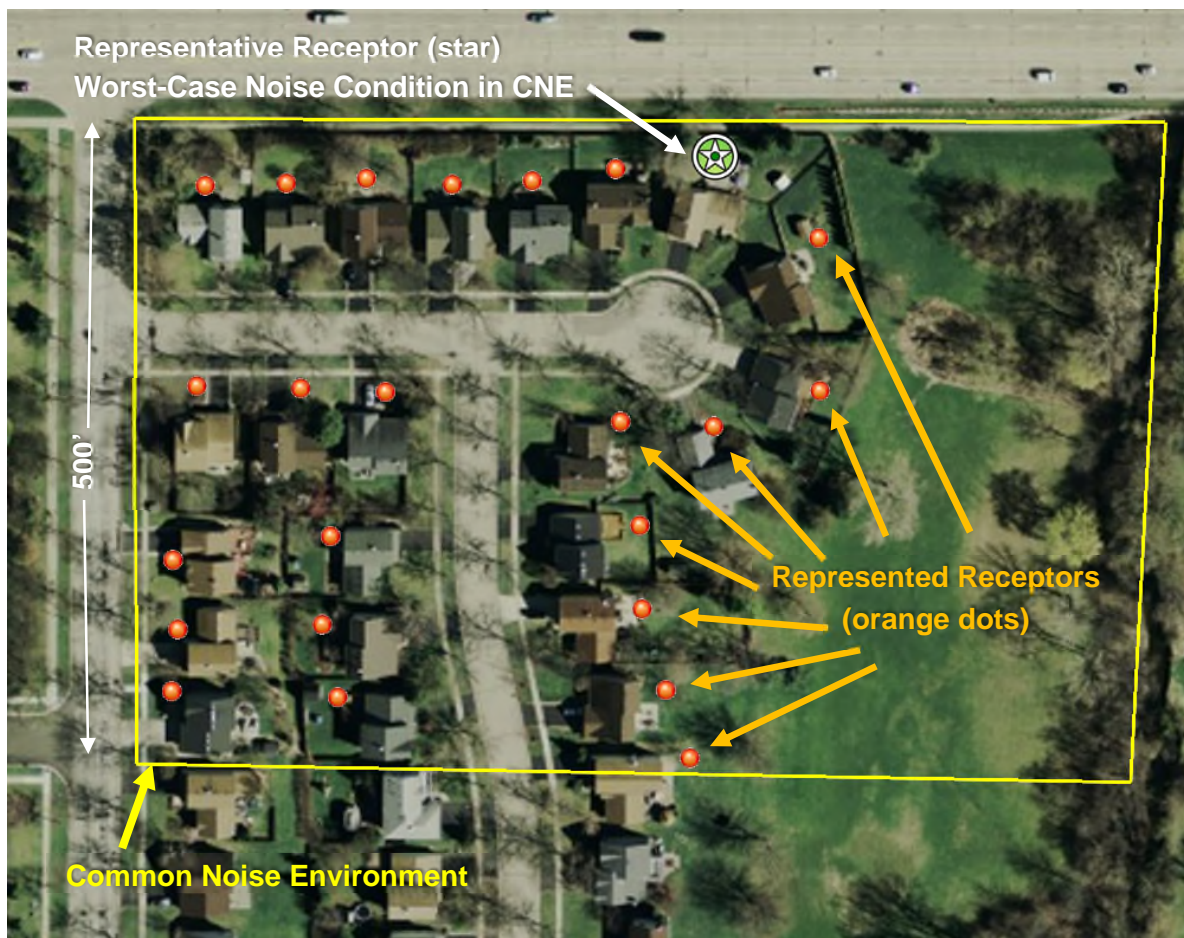 Representative Receptor (star)
Worst-Case Noise Condition in CNE
500’
Represented Receptors
(orange dots)
Common Noise Environment